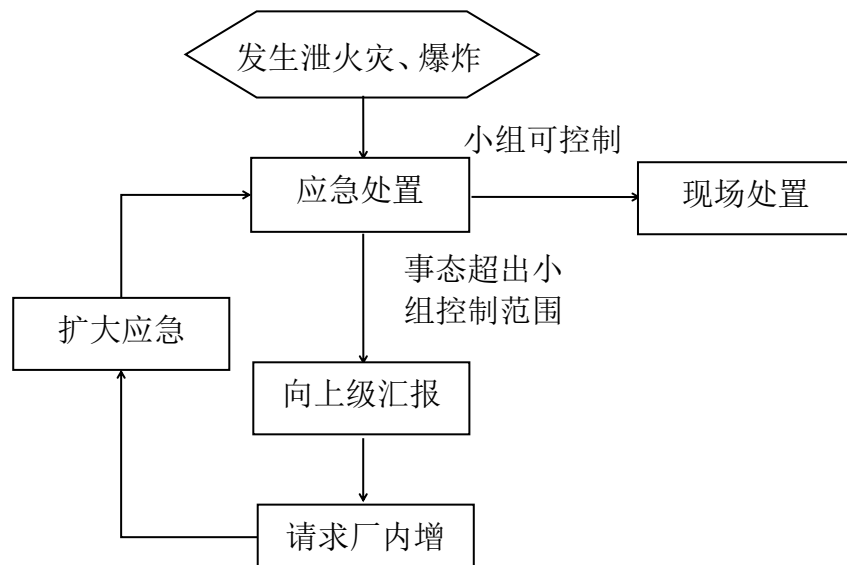 发生泄火灾、爆炸
小组可控制
应急处置
现场处置
事态超出小
组控制范围
扩大应急
向上级汇报
请求厂内增